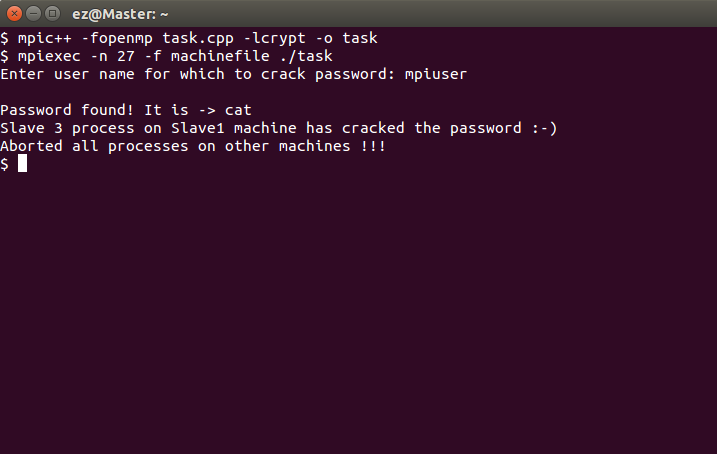 ez@Master: ~
$ mpic++ -fopenmp task.cpp -lcrypt -o task
$ mpiexec -n 27 -f machinefile ./task
Enter user name for which to crack password: mpiuser
Password found! It is -> cat
Slave 3 process on Slave1 machine has cracked the password :-)
Aborted all processes on other machines !!!
$